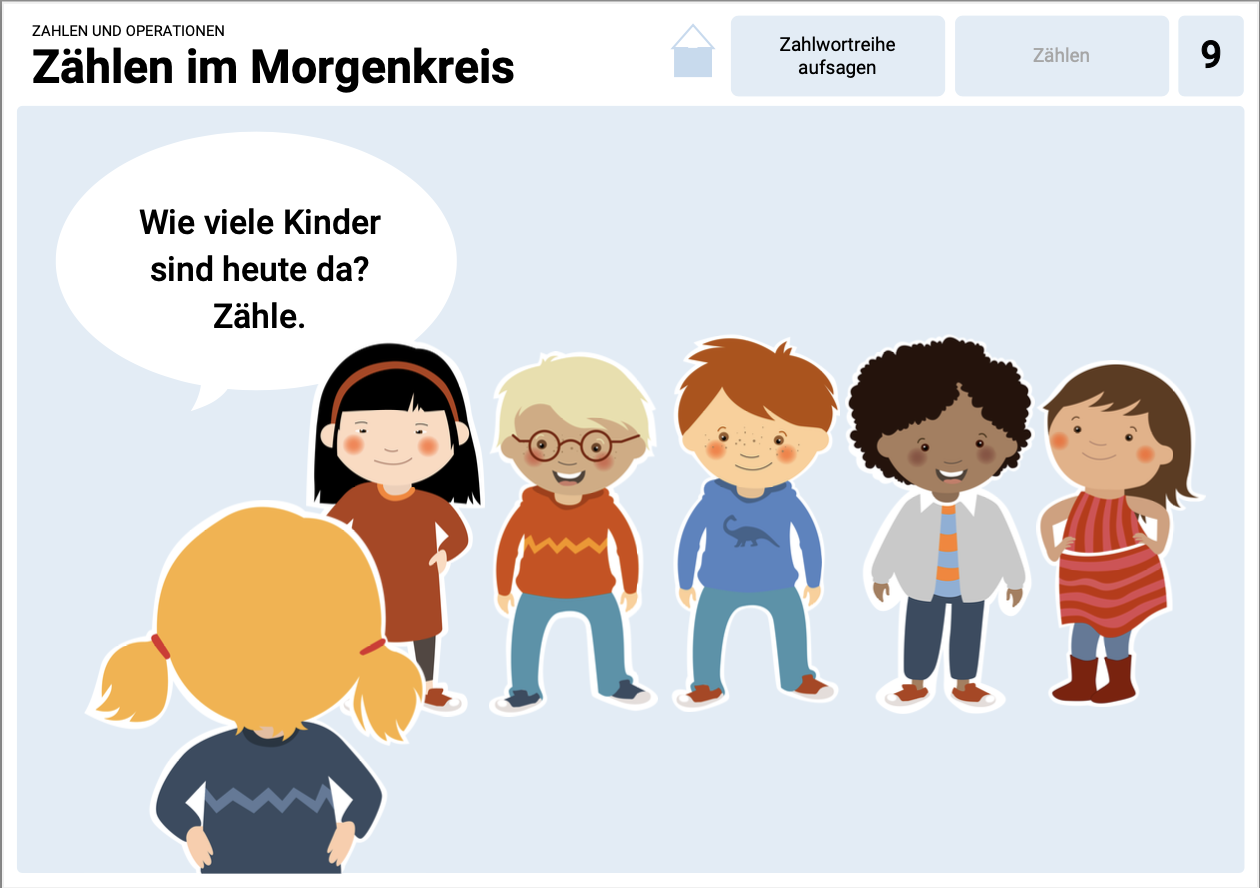 ZAHLEN UND OPERATIONEN
Zählen im Morgenkreis
Zahlwortreihe
aufsagen
Zählen
9
Wie viele Kinder
sind heute da?
Zähle.